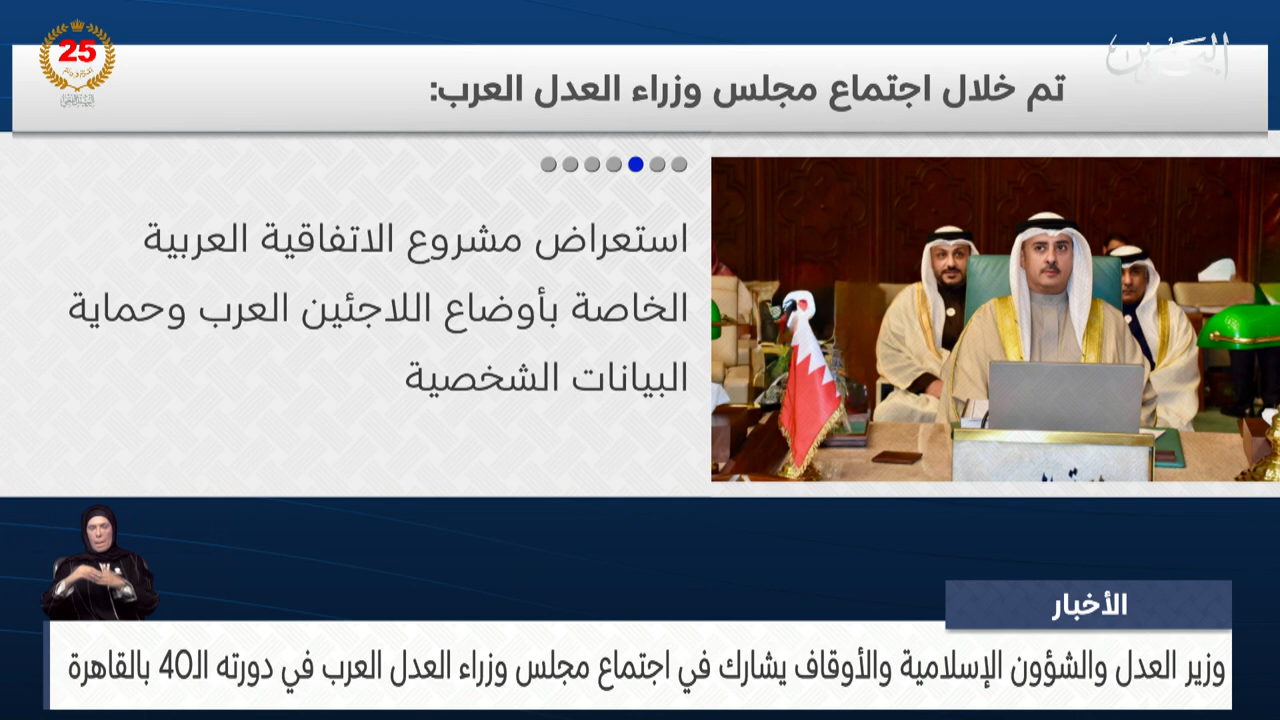 البحرين
25
تم خلال اجتماع مجلس وزراء العدل العرب:
استعراض مشروع الاتفاقية العربية
الخاصة بأوضاع اللاجئين العرب وحماية
البيانات الشخصية
الأخبار
وزير العدل والشؤون الإسلامية والأوقاف يشارك في اجتماع مجلس وزراء العدل العرب في دورته الـ40 بالقاهرة